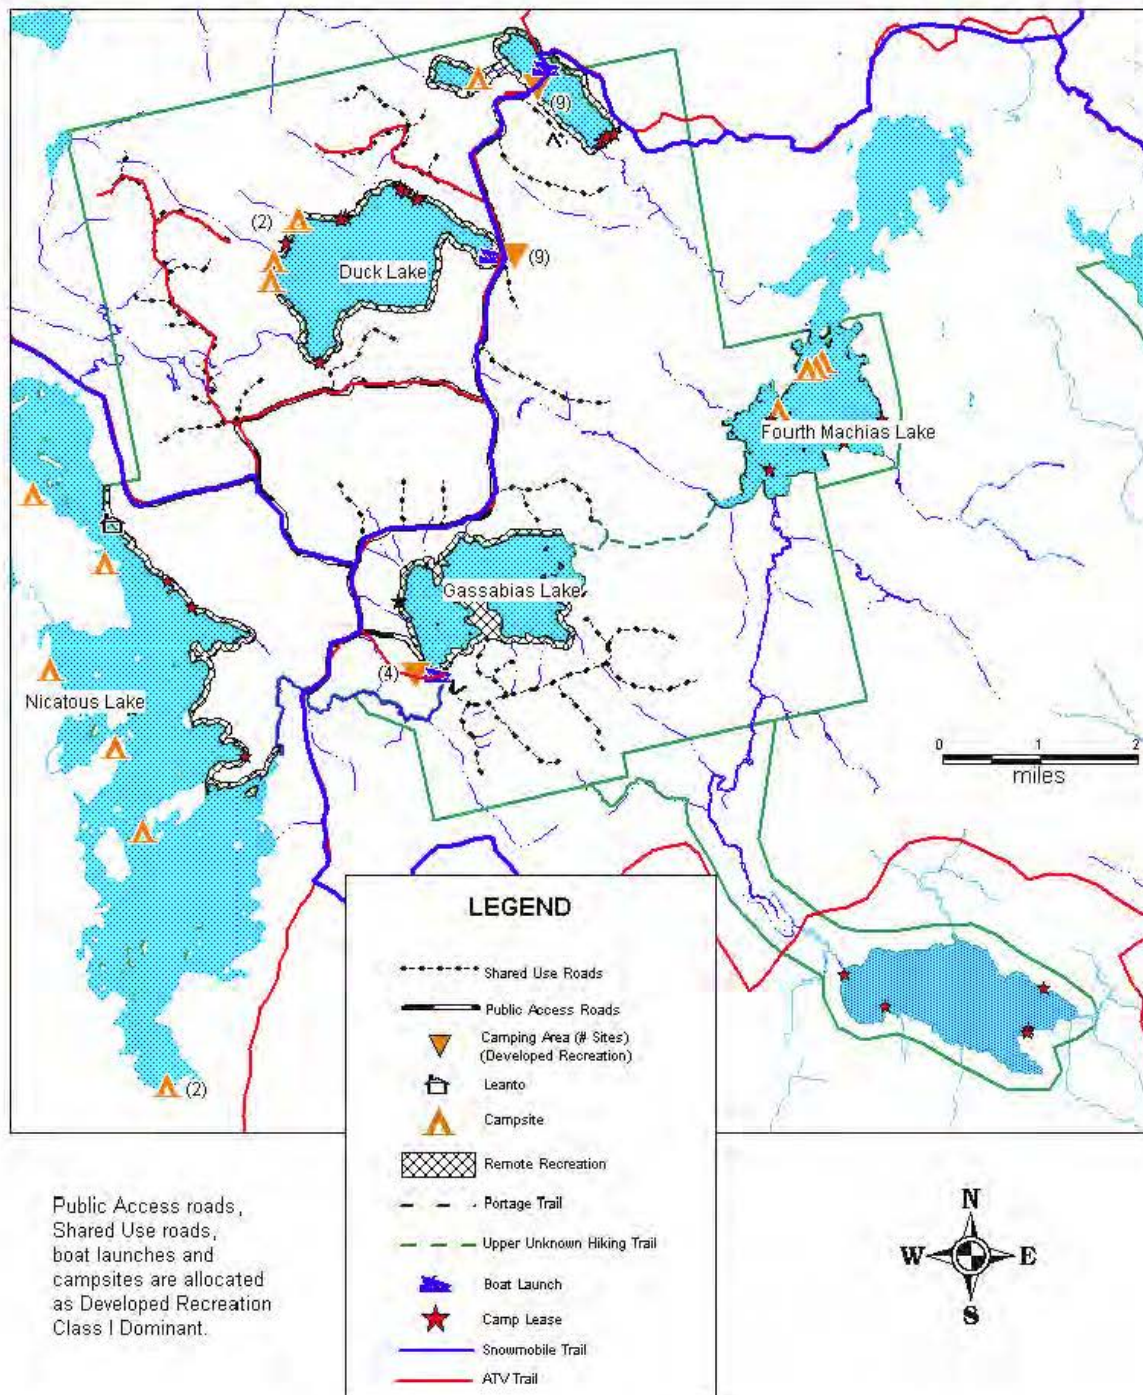 (9)
(2)
Duck Lake
(9)
Fourth Machias Lake
Gassabias Lake
(4)
Nicatous Lake
0 1 2
miles
(2)
LEGEND
Shared Use Roads
Public Access Roads
Camping Area (# Sites)
(Developed Recreation)
Leanto
Campsite
Remote Recreation
Portage Trail
Upper Unknown Hiking Trail
Boat Launch
Camp Lease
Snowmobile Trail
ATV Trail
Public Access roads,
Shared Use roads,
boat launches and
campsites are allocated
as Developed Recreation
Class I Dominant.
N
W E
S